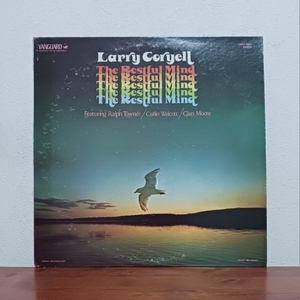 VANGUARD
Larry Coryell
The Restful Mind
The Restful Mind
The Restful Mind
The Restful Mind
Featuring Ralph Towner / Collin Walcott / Glen Moore